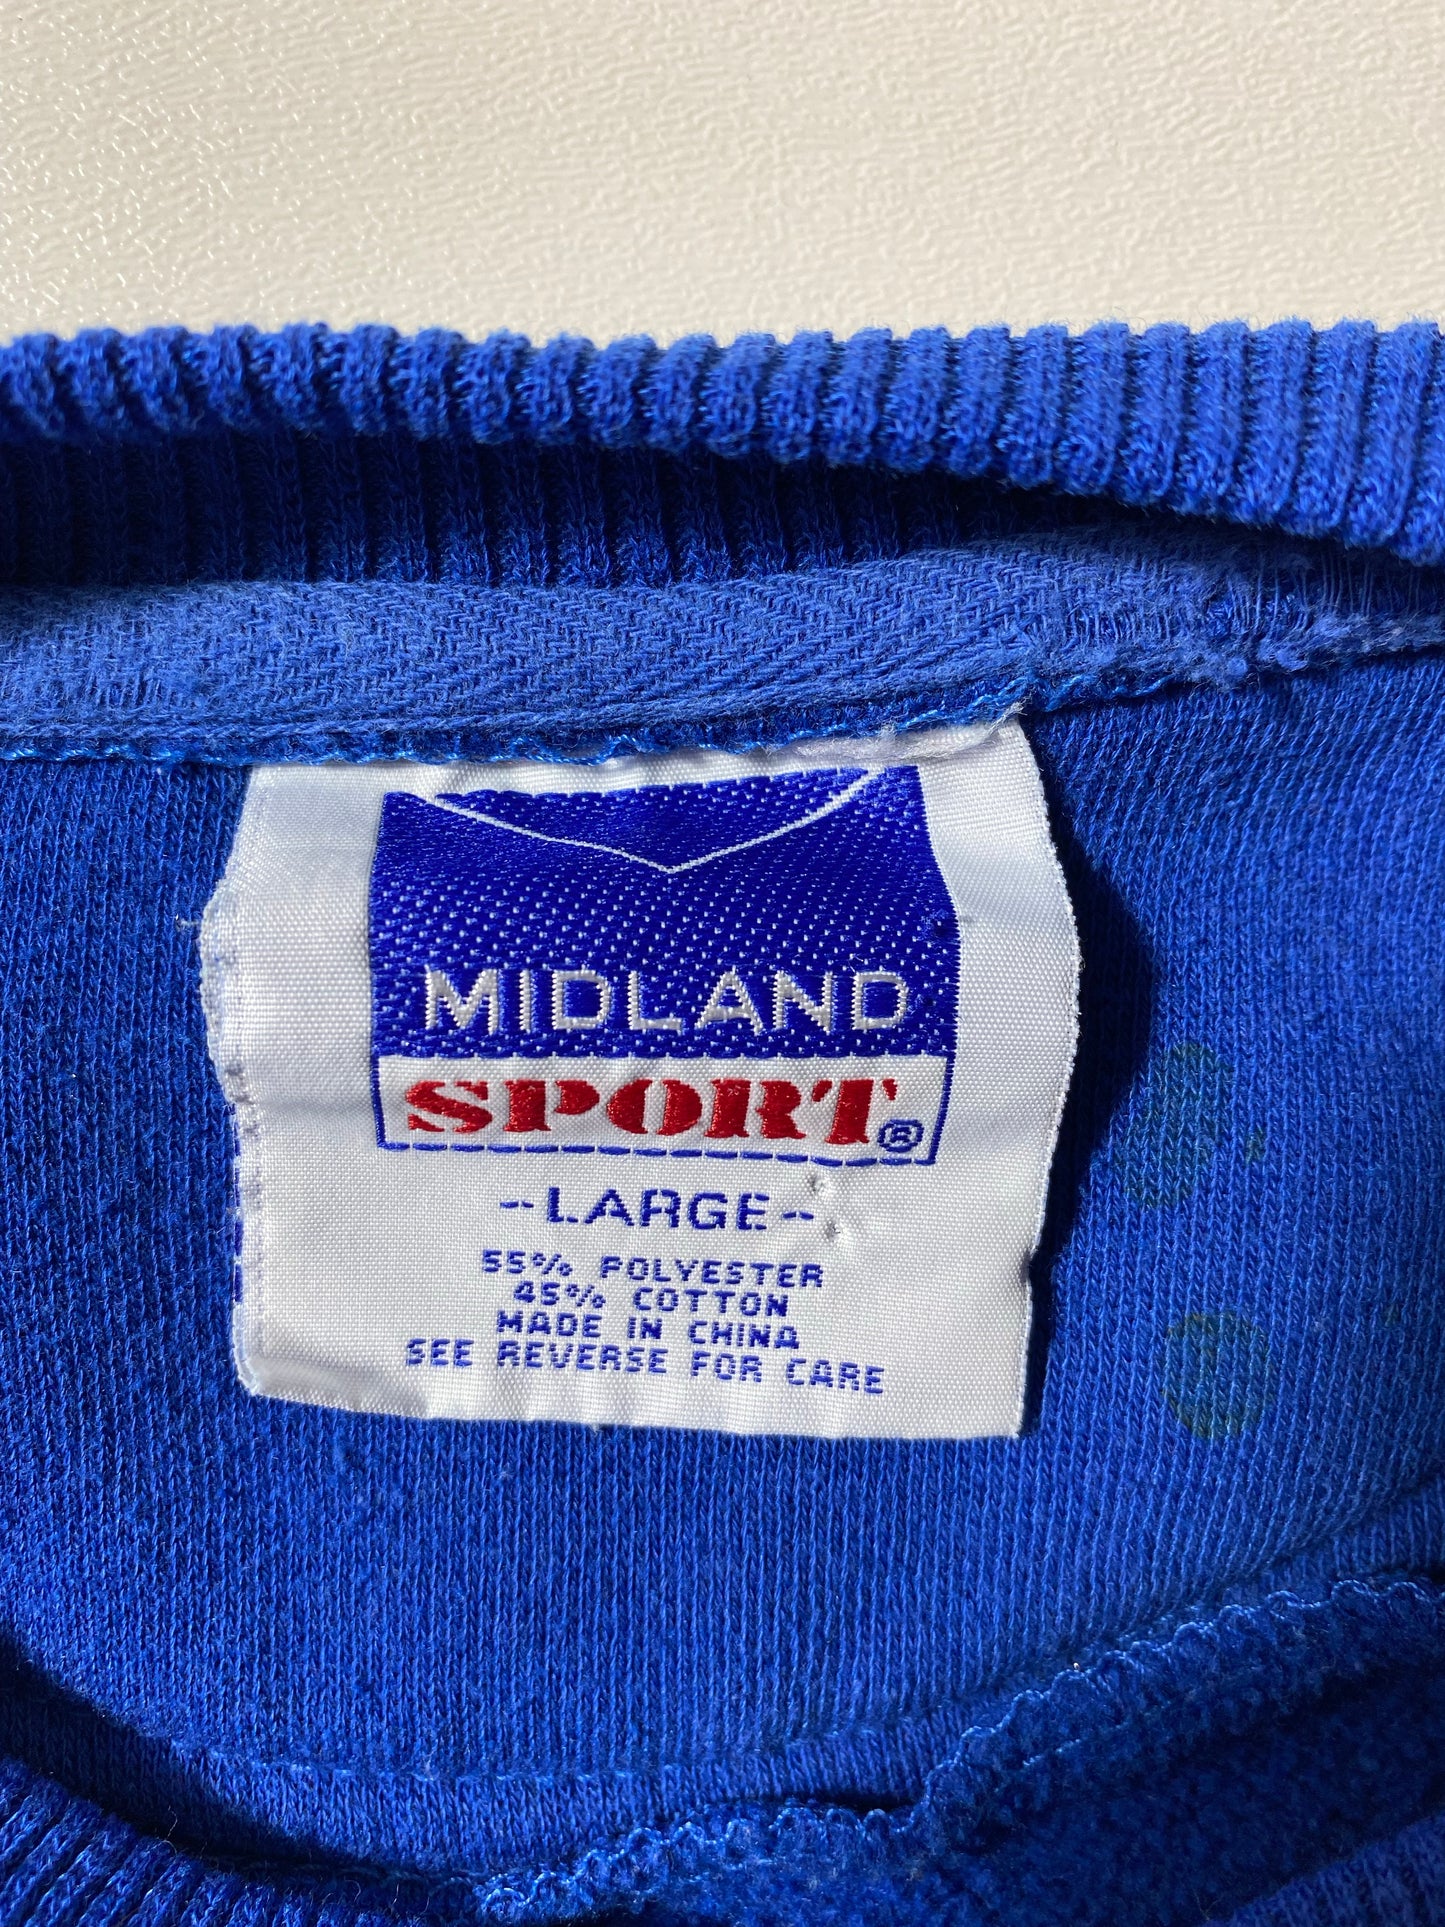 MIDLAND
SPORT®
-LARGE-
55% POLYESTER
45% COTTON
MADE IN CHINA
SEE REVERSE FOR CARE